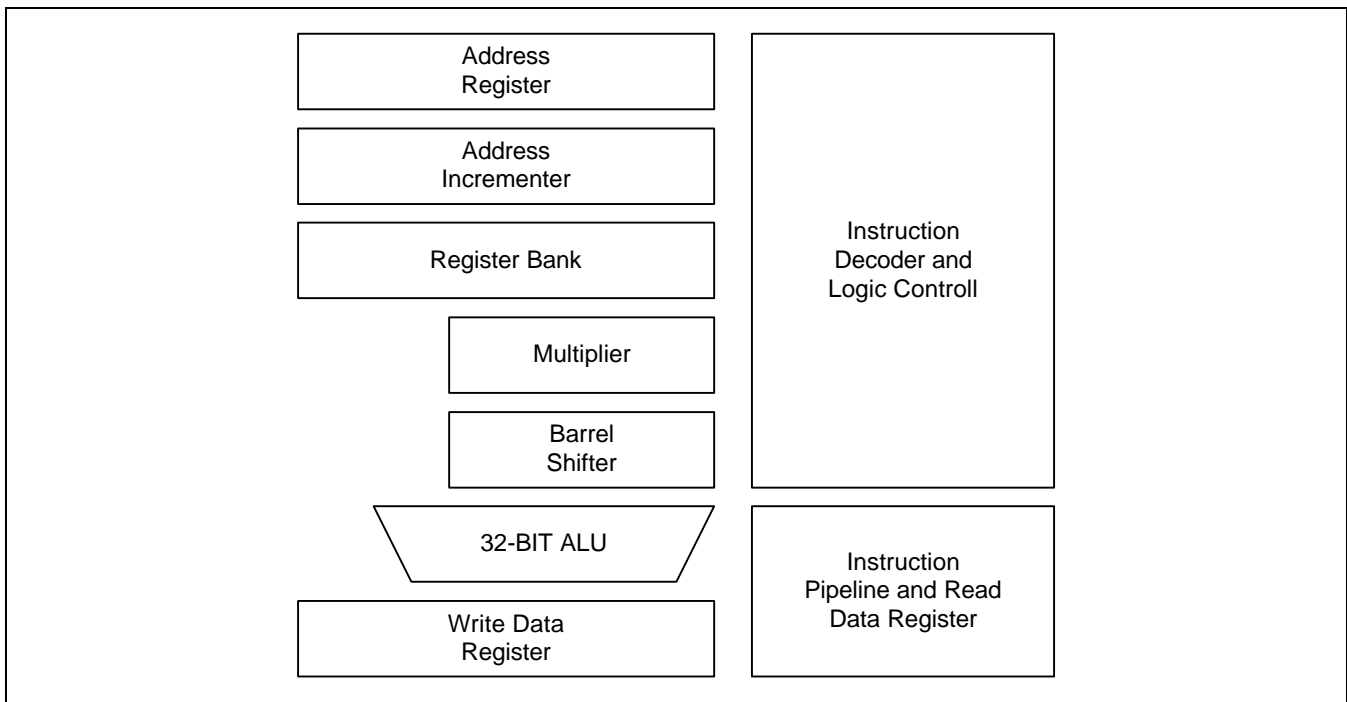 Address
Register
Address
Incrementer
Register Bank
Multiplier
Barrel
Shifter
32-BIT ALU
Write Data
Register
Instruction
Decoder and
Logic Controll
Instruction
Pipeline and Read
Data Register